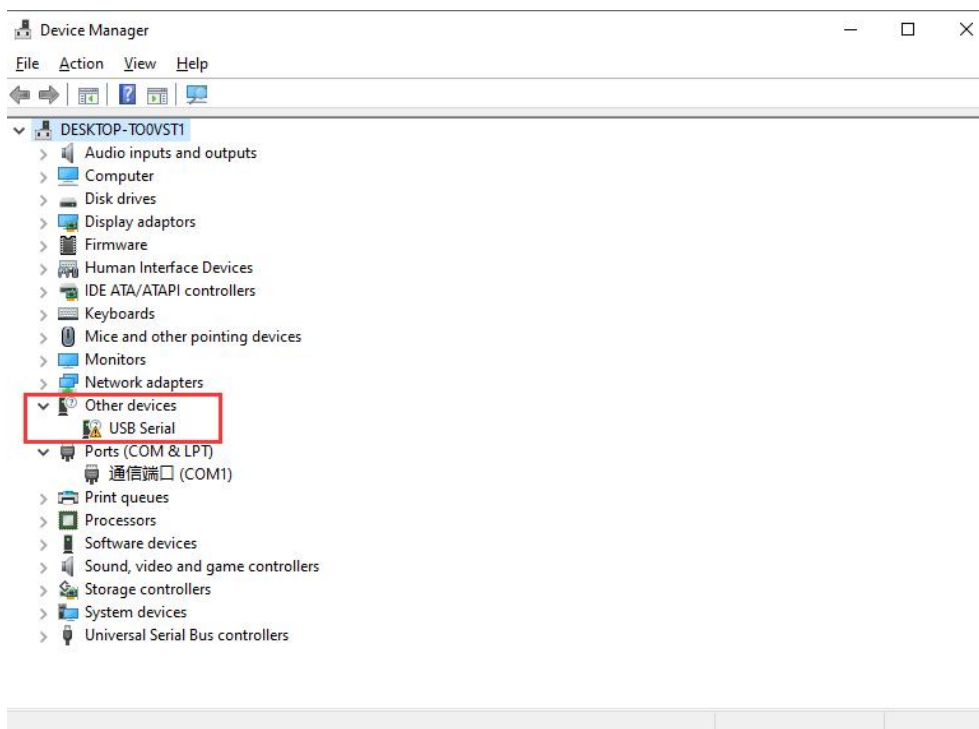 Device Manager
File Action View Help
DESKTOP-TO0VST1
Audio inputs and outputs
Computer
Disk drives
Display adaptors
Firmware
Human Interface Devices
IDE ATA/ATAPI controllers
Keyboards
Mice and other pointing devices
Monitors
Network adapters
Other devices
USB Serial
Ports (COM & LPT)
通信端口 (COM1)
Print queues
Processors
Software devices
Sound, video and game controllers
Storage controllers
System devices
Universal Serial Bus controllers